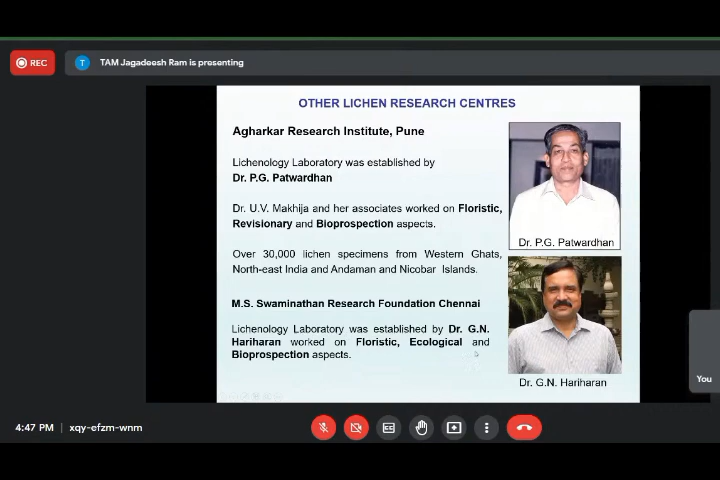 REC
T
TAM Jagadeesh Ram is presenting
OTHER LICHEN RESEARCH CENTRES
Agharkar Research Institute, Pune
Lichenology Laboratory was established by
Dr. P.G. Patwardhan
Dr. U.V. Makhija and her associates worked on Floristic,
Revisionary and Bioprospection aspects.
Over 30,000 lichen specimens from Western Ghats,
North-east India and Andaman and Nicobar Islands.
Dr. P.G. Patwardhan
M.S. Swaminathan Research Foundation Chennai
Lichenology Laboratory was established by Dr. G.N.
Hariharan worked on Floristic, Ecological and
Bioprospection aspects.
Dr. G.N. Hariharan
You
4:47 PM | xqy-efzm-wnm
CC